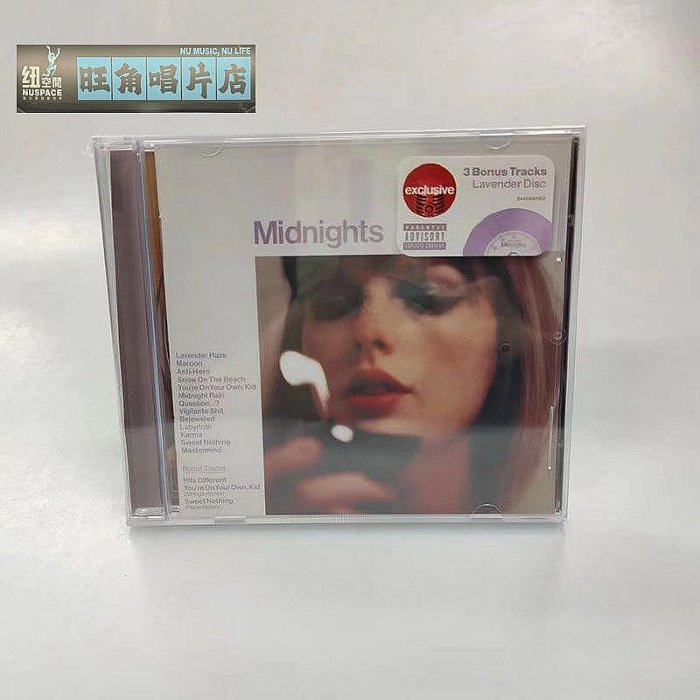 NU MUSIC, NU LIFE
纽空間
NUSPACE
旺角唱片店
exclusive
3 Bonus Tracks
Lavender Disc
PARENTAL
ADVISORY
EXPLICIT CONTENT
Midnights
Lavender Haze
Maroon
Anti-Hero
Snow On The Beach
You're On Your Own, Kid
Midnight Rain
Question...?
Vigilante Shit
Bejeweled
Labyrinth
Karma
Sweet Nothing
Mastermind
Bonus Tracks
Hits Different
You're On Your Own, Kid
(Strings Remix)
Sweet Nothing
(Piano Remix)